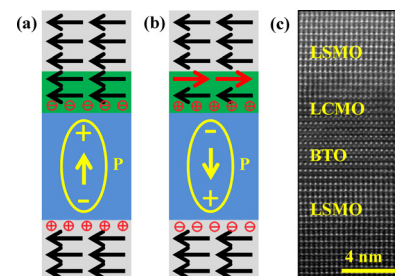 (a)
(b)
(c)
+
P
−
−
P
+
⊖ ⊖ ⊖ ⊖ ⊖
⊕ ⊕ ⊕ ⊕ ⊕
⊕ ⊕ ⊕ ⊕ ⊕
⊖ ⊖ ⊖ ⊖ ⊖
LSMO
LCMO
BTO
LSMO
4 nm